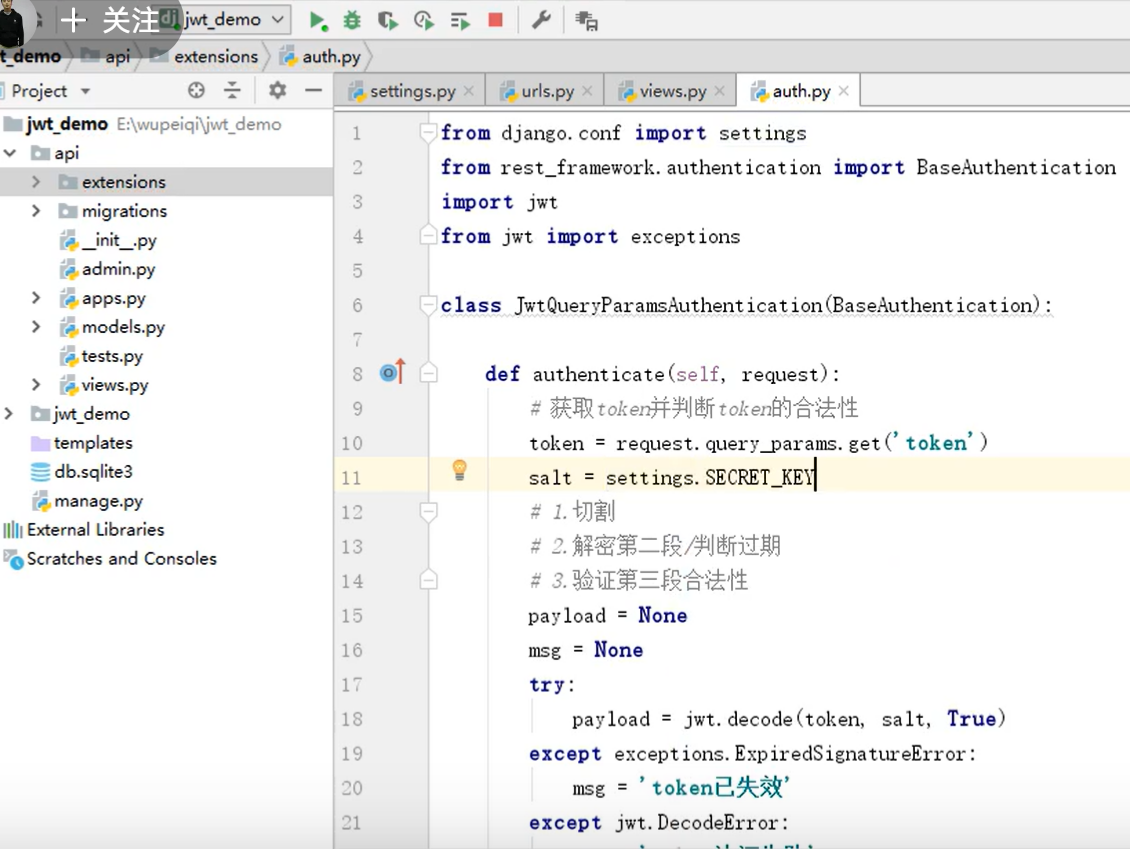 + 关注
dj jwt_demo
t_demo api extensions auth.py
Project
settings.py urls.py views.py auth.py
jwt_demo E:\wupeiqi\jwt_demo
api
extensions
migrations
__init__.py
admin.py
apps.py
models.py
tests.py
views.py
jwt_demo
templates
db.sqlite3
manage.py
External Libraries
Scratches and Consoles
1 from django.conf import settings
2 from rest_framework.authentication import BaseAuthentication
3 import jwt
4 from jwt import exceptions
5
6 class JwtQueryParamsAuthentication(BaseAuthentication):
7
8 def authenticate(self, request):
9 # 获取token并判断token的合法性
10 token = request.query_params.get('token')
11 salt = settings.SECRET_KEY
12 # 1.切割
13 # 2.解密第二段/判断过期
14 # 3.验证第三段合法性
15 payload = None
16 msg = None
17 try:
18 payload = jwt.decode(token, salt, True)
19 except exceptions.ExpiredSignatureError:
20 msg = 'token已失效'
21 except jwt.DecodeError: